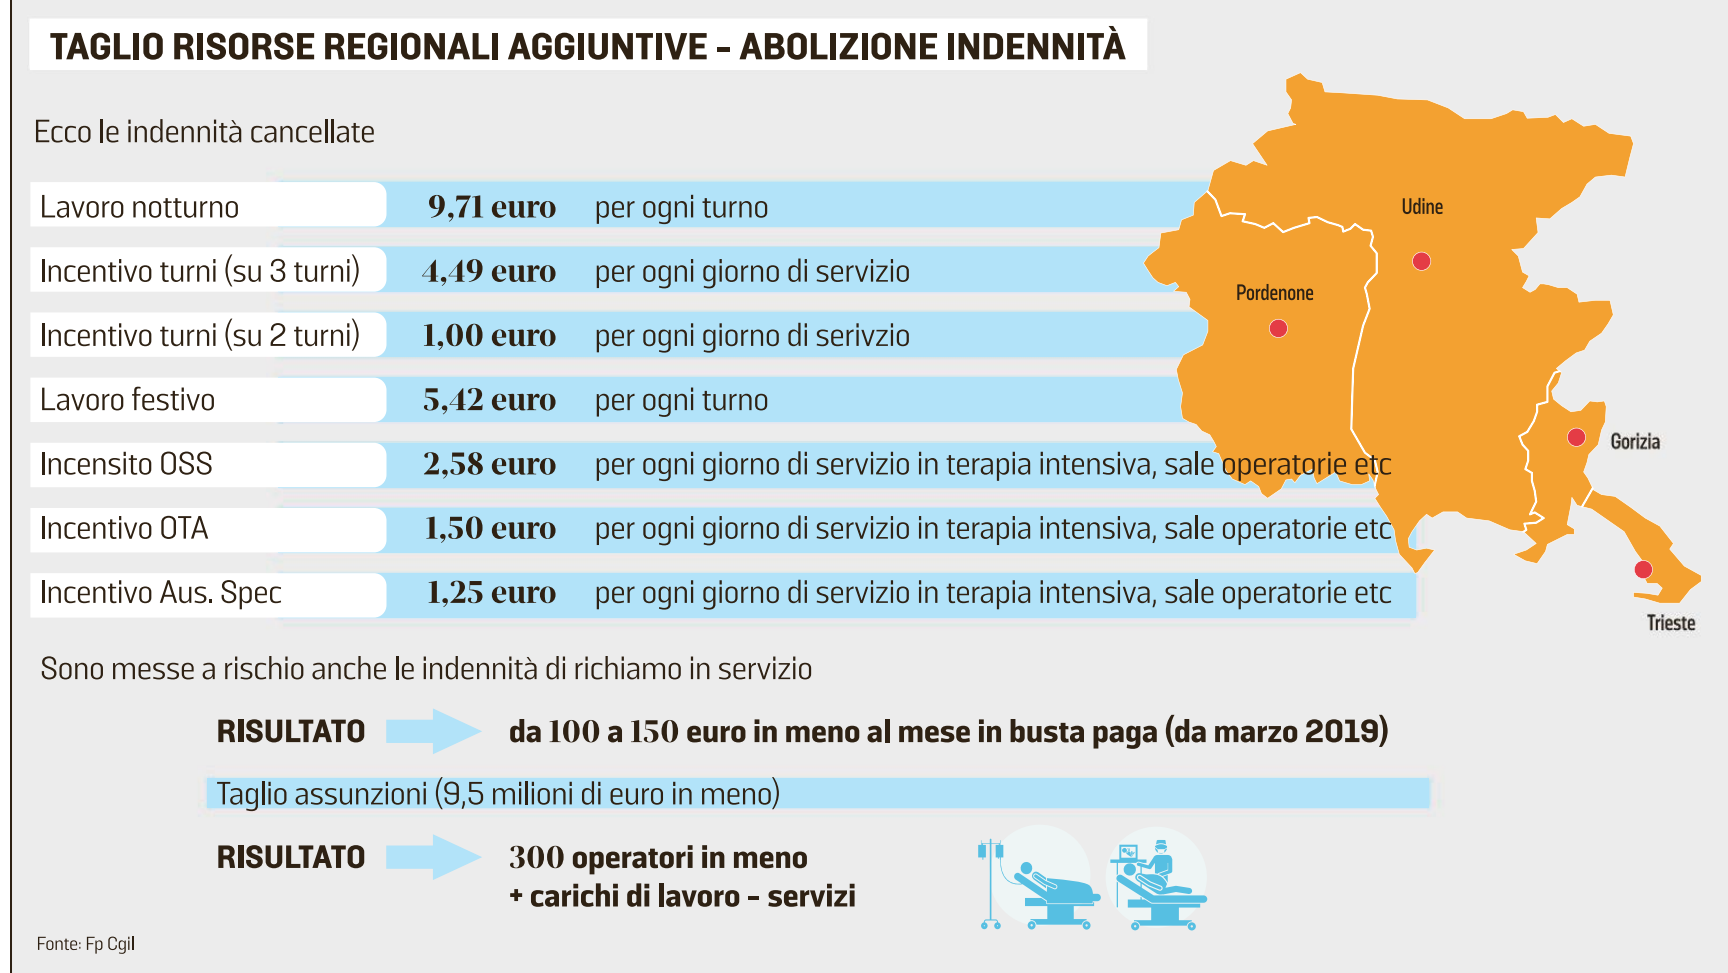 TAGLIO RISORSE REGIONALI AGGIUNTIVE – ABOLIZIONE INDENNITÀ
Ecco le indennità cancellate
Lavoro notturno 9,71 euro per ogni turno
Incentivo turni (su 3 turni) 4,49 euro per ogni giorno di servizio
Incentivo turni (su 2 turni) 1,00 euro per ogni giorno di serivzio
Lavoro festivo 5,42 euro per ogni turno
Incensito OSS 2,58 euro per ogni giorno di servizio in terapia intensiva, sale operatorie etc
Incentivo OTA 1,50 euro per ogni giorno di servizio in terapia intensiva, sale operatorie etc
Incentivo Aus. Spec 1,25 euro per ogni giorno di servizio in terapia intensiva, sale operatorie etc
Udine
Pordenone
Gorizia
Trieste
Sono messe a rischio anche le indennità di richiamo in servizio
RISULTATO da 100 a 150 euro in meno al mese in busta paga (da marzo 2019)
Taglio assunzioni (9,5 milioni di euro in meno)
RISULTATO 300 operatori in meno
+ carichi di lavoro – servizi
Fonte: Fp Cgil